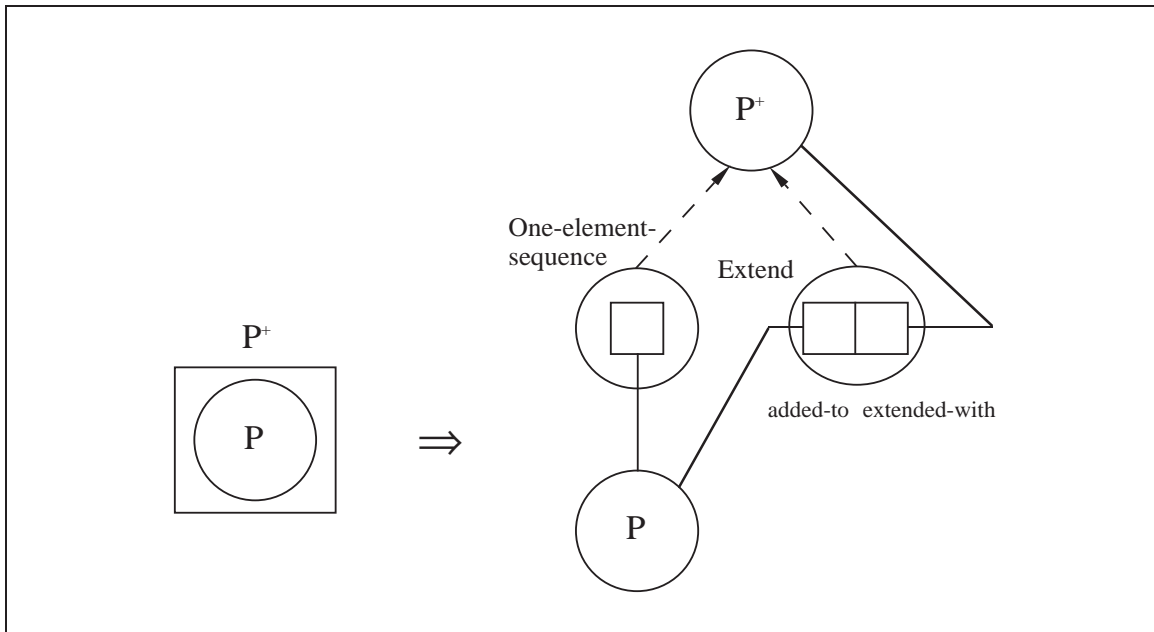 P⁺
One-element-
sequence
Extend
P⁺
P
⇒
added-to extended-with
P